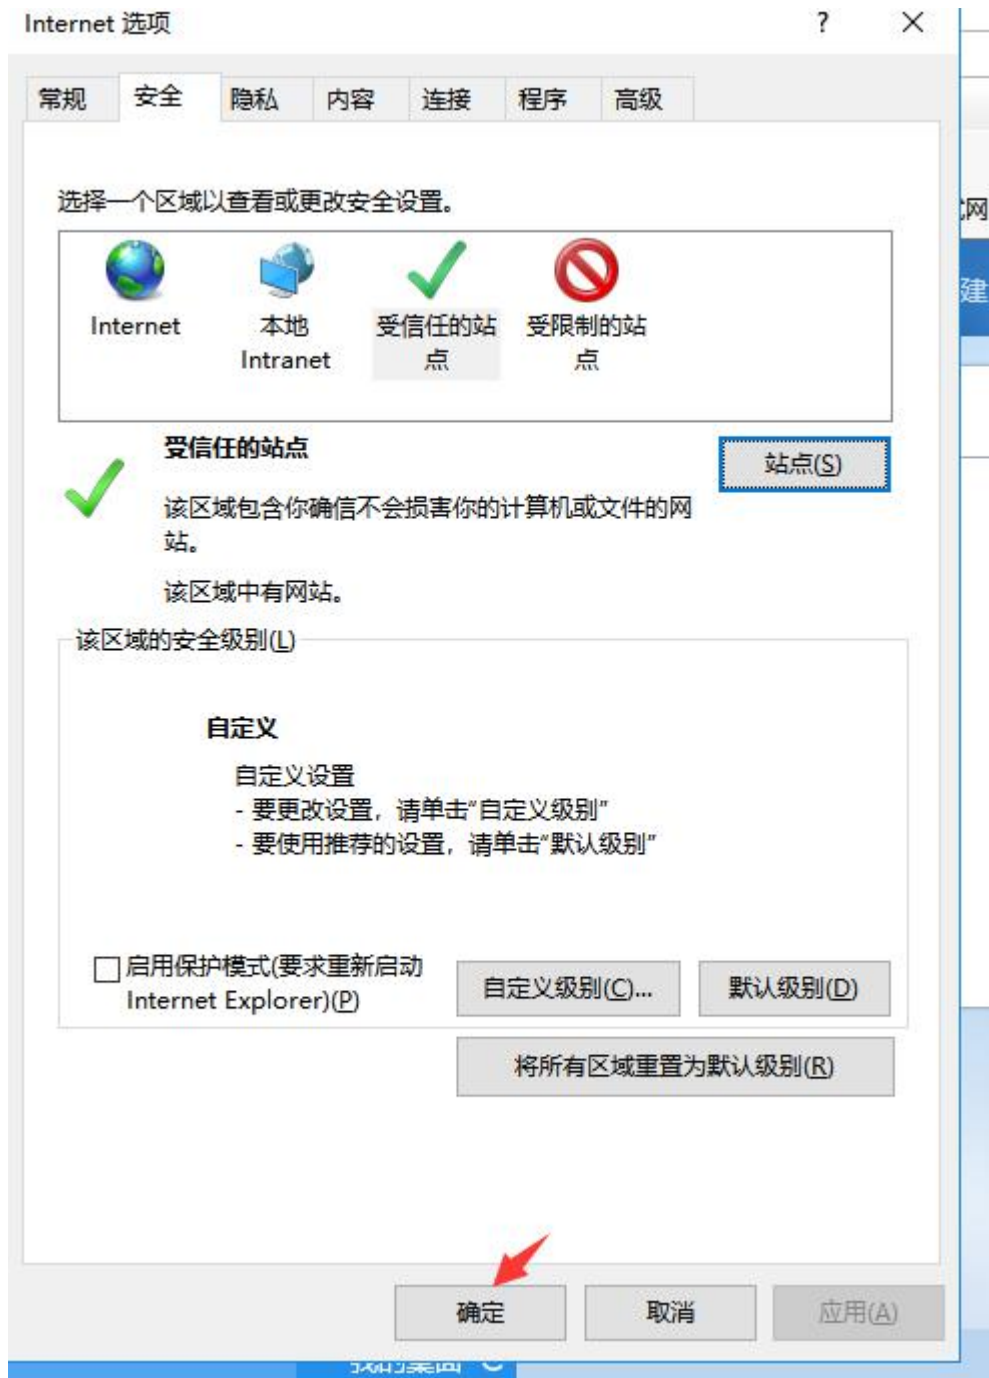 Internet 选项
?
常规 安全 隐私 内容 连接 程序 高级
选择一个区域以查看或更改安全设置。
Internet
本地
Intranet
受信任的站
点
受限制的站
点
受信任的站点
站点(S)
该区域包含你确信不会损害你的计算机或文件的网
站。
该区域中有网站。
该区域的安全级别(L)
自定义
自定义设置
- 要更改设置，请单击“自定义级别”
- 要使用推荐的设置，请单击“默认级别”
启用保护模式(要求重新启动
Internet Explorer)(P)
自定义级别(C)...
默认级别(D)
将所有区域重置为默认级别(R)
确定
取消
应用(A)
网
建
我的桌面